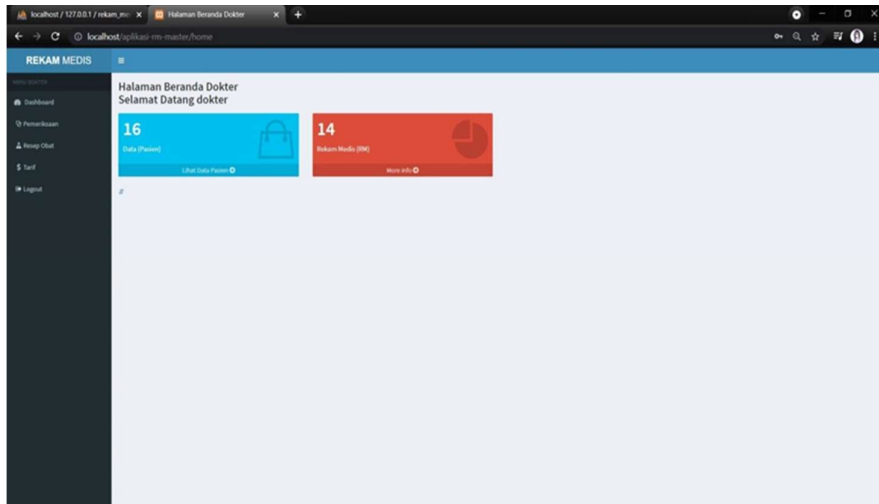 localhost / 127.0.0.1 / rekam_me
Halaman Beranda Dokter
localhost/aplikasi-rm-master/home
REKAM MEDIS
MENU DOKTER
Dashboard
Pemeriksaan
Resep Obat
$ Tarif
Logout
Halaman Beranda Dokter
Selamat Datang dokter
16
Data (Pasien)
Lihat Data Pasien
14
Rekam Medis (RM)
More info
#